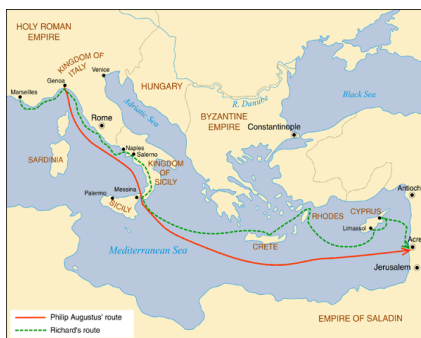 HOLY ROMAN
EMPIRE
KINGDOM OF
ITALY
Genoa
Venice
Marseilles
HUNGARY
Adriatic Sea
R. Danube
Black Sea
Rome
BYZANTINE
EMPIRE
Constantinople
SARDINIA
Naples
Salerno
KINGDOM
OF
SICILY
Palermo
Messina
SICILY
Antioch
RHODES
CYPRUS
Limassol
CRETE
Acre
Mediterranean Sea
Jerusalem
EMPIRE OF SALADIN
Philip Augustus' route
Richard's route